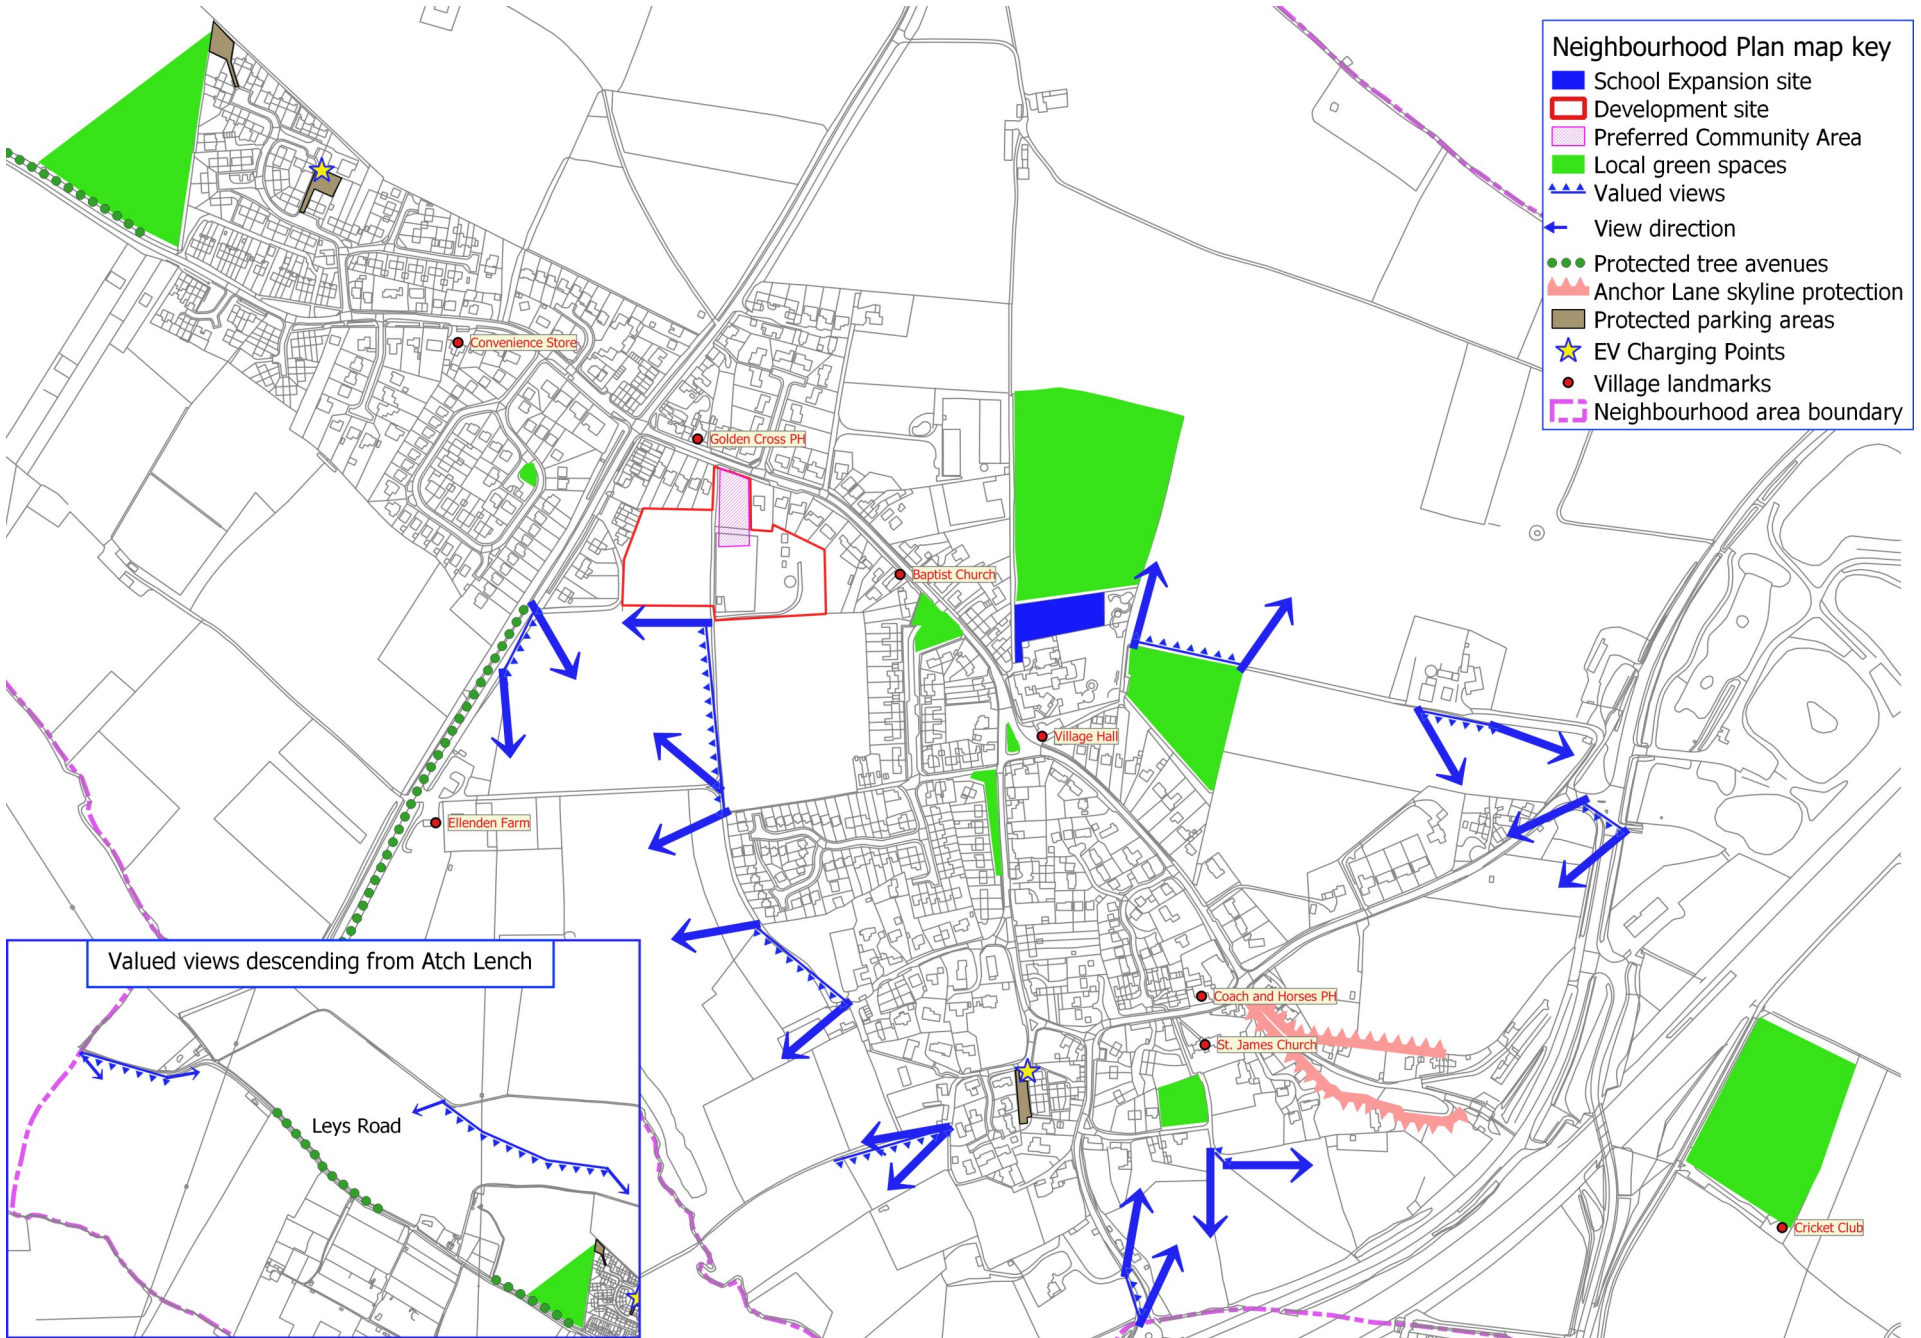 Neighbourhood Plan map key
School Expansion site
Development site
Preferred Community Area
Local green spaces
Valued views
View direction
Protected tree avenues
Anchor Lane skyline protection
Protected parking areas
EV Charging Points
Village landmarks
Neighbourhood area boundary
Convenience Store
Golden Cross PH
Baptist Church
Village Hall
Ellenden Farm
Coach and Horses PH
St. James Church
Cricket Club
Valued views descending from Atch Lench
Leys Road